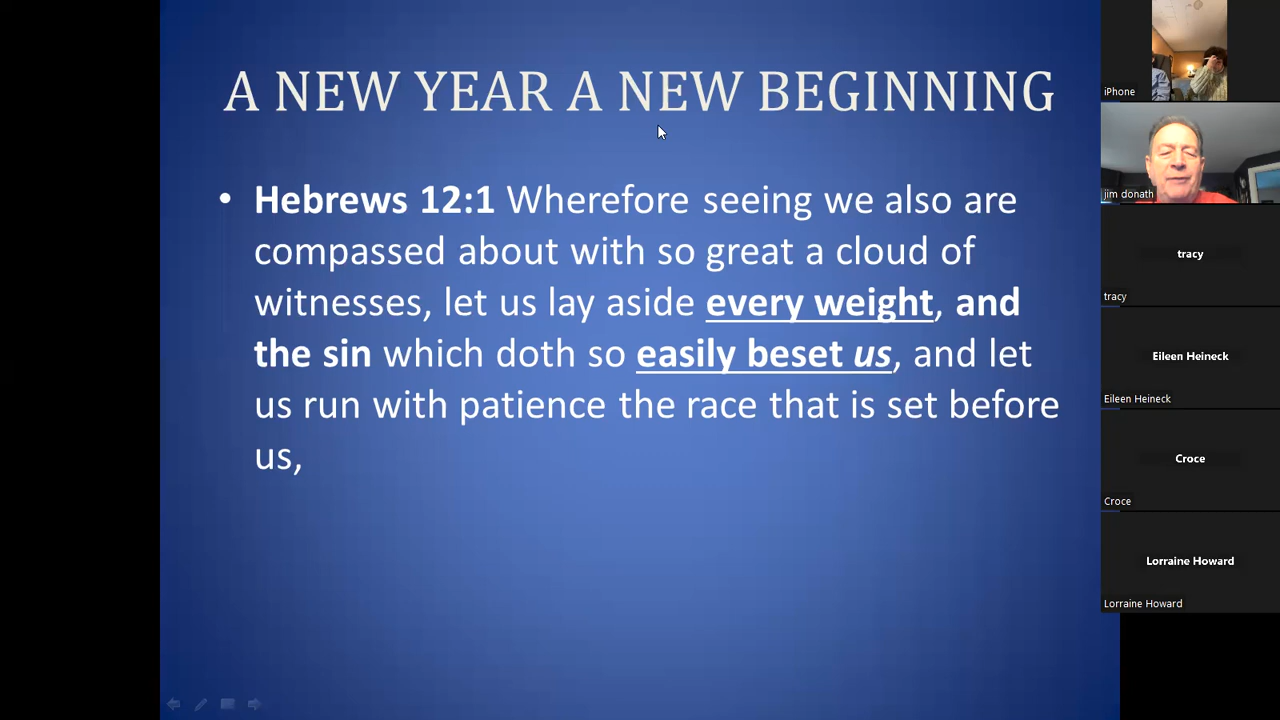 A NEW YEAR A NEW BEGINNING
• Hebrews 12:1 Wherefore seeing we also are
compassed about with so great a cloud of
witnesses, let us lay aside every weight, and
the sin which doth so easily beset us, and let
us run with patience the race that is set before
us,
iPhone
jim donath
tracy
tracy
Eileen Heineck
Eileen Heineck
Croce
Croce
Lorraine Howard
Lorraine Howard